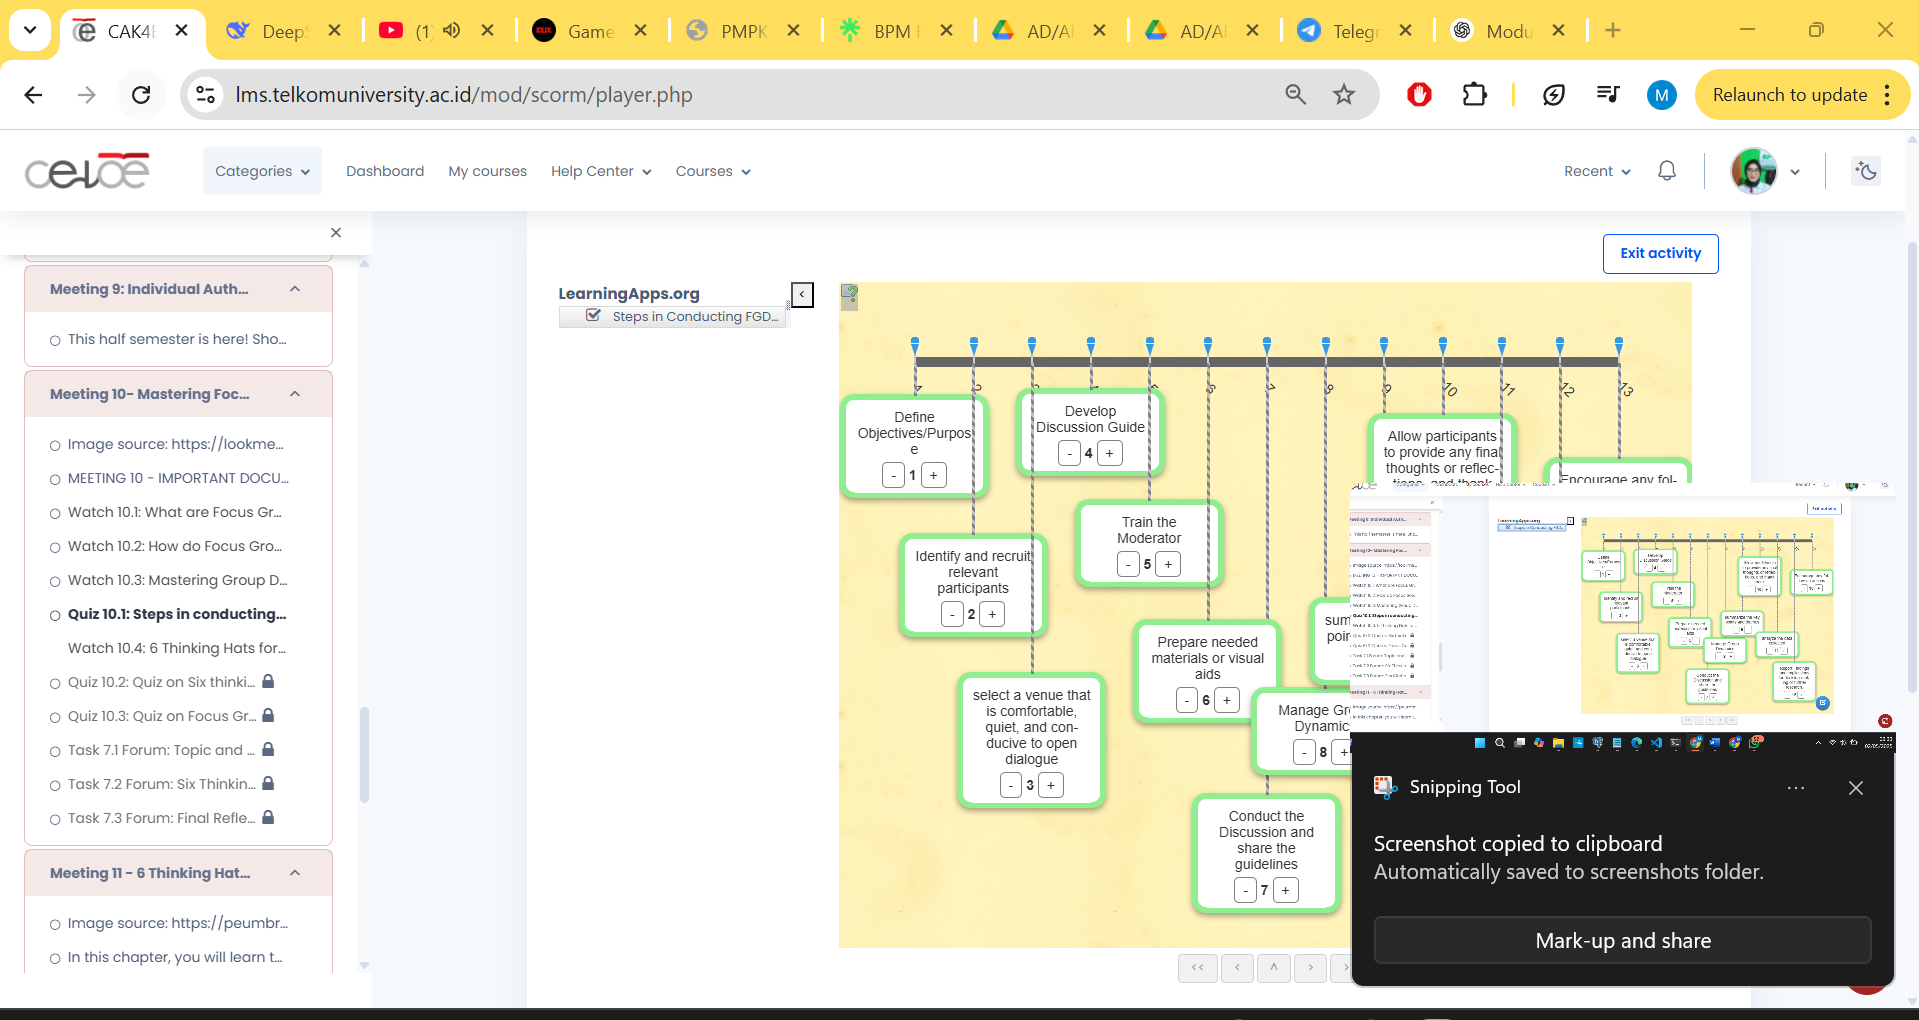 CAK4E
DeepS
(1)
Game
PMPK
BPM
AD/A
AD/A
Telegr
Modu
lms.telkomuniversity.ac.id/mod/scorm/player.php
M
Relaunch to update
celoe
Categories
Dashboard
My courses
Help Center
Courses
Recent
Meeting 9: Individual Auth...
This half semester is here! Sho...
Meeting 10- Mastering Foc...
Image source: https://lookme...
MEETING 10 - IMPORTANT DOCU...
Watch 10.1: What are Focus Gr...
Watch 10.2: How do Focus Gro...
Watch 10.3: Mastering Group D...
Quiz 10.1: Steps in conducting...
Watch 10.4: 6 Thinking Hats for...
Quiz 10.2: Quiz on Six thinki...
Quiz 10.3: Quiz on Focus Gr...
Task 7.1 Forum: Topic and ...
Task 7.2 Forum: Six Thinkin...
Task 7.3 Forum: Final Refle...
Meeting 11 - 6 Thinking Hat...
Image source: https://peumbr...
In this chapter, you will learn t...
Exit activity
LearningApps.org
<
Steps in Conducting FGD...
1 2 3 4 5 6 7 8 9 10 11 12 13
Define
Objectives/Purpos
e
- 1 +
Develop
Discussion Guide
- 4 +
Allow participants
to provide any final
thoughts or reflec-
tions, and thank
Encourage any fol-
Train the
Moderator
- 5 +
Identify and recruit
relevant
participants
- 2 +
Prepare needed
materials or visual
aids
- 6 +
sum
poin
select a venue that
is comfortable,
quiet, and con-
ducive to open
dialogue
- 3 +
Manage Gro
Dynamic
- 8 +
Conduct the
Discussion and
share the
guidelines
- 7 +
<< < ^ > >
Snipping Tool
Screenshot copied to clipboard
Automatically saved to screenshots folder.
Mark-up and share